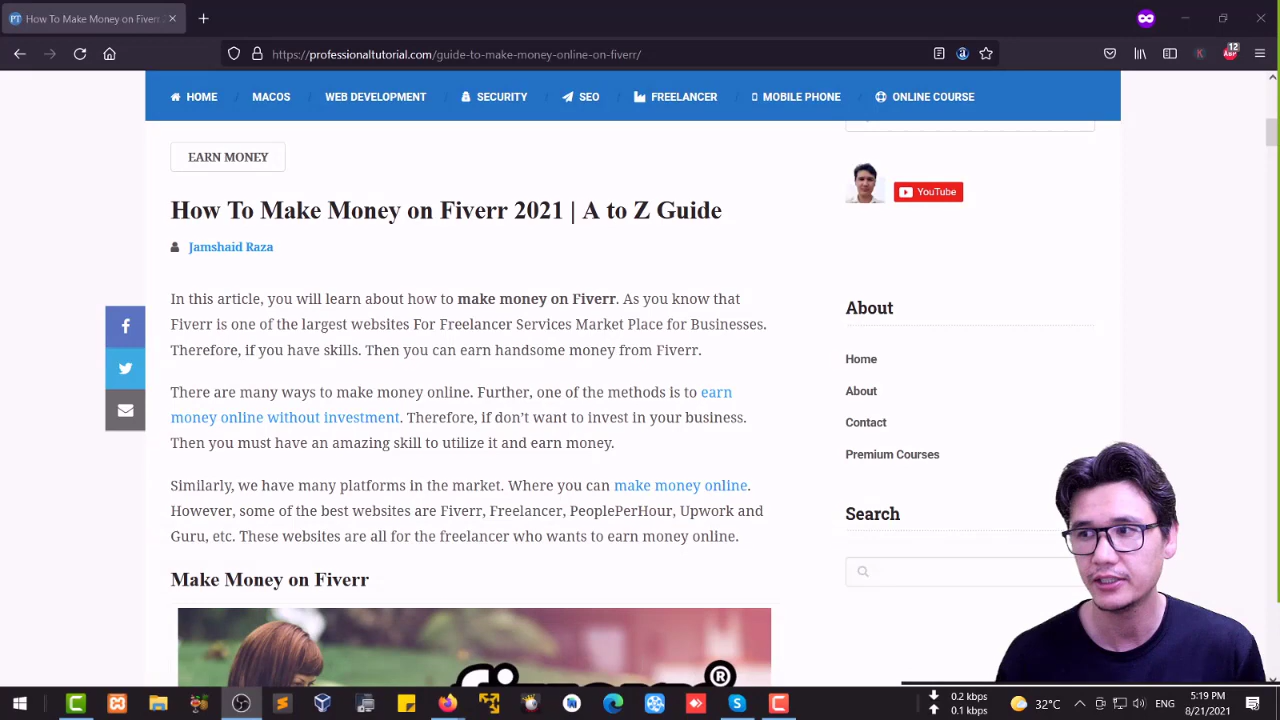 How To Make Money on Fiverr
https://professionaltutorial.com/guide-to-make-money-online-on-fiverr/
12
HOME / MACOS / WEB DEVELOPMENT / SECURITY / SEO / FREELANCER / MOBILE PHONE / ONLINE COURSE
EARN MONEY
How To Make Money on Fiverr 2021 | A to Z Guide
Jamshaid Raza
In this article, you will learn about how to make money on Fiverr. As you know that
Fiverr is one of the largest websites For Freelancer Services Market Place for Businesses.
Therefore, if you have skills. Then you can earn handsome money from Fiverr.
There are many ways to make money online. Further, one of the methods is to earn
money online without investment. Therefore, if don’t want to invest in your business.
Then you must have an amazing skill to utilize it and earn money.
Similarly, we have many platforms in the market. Where you can make money online.
However, some of the best websites are Fiverr, Freelancer, PeoplePerHour, Upwork and
Guru, etc. These websites are all for the freelancer who wants to earn money online.
Make Money on Fiverr
YouTube
About
Home
About
Contact
Premium Courses
Search
0.2 kbps
0.1 kbps
32°C
ENG
5:19 PM
8/21/2021